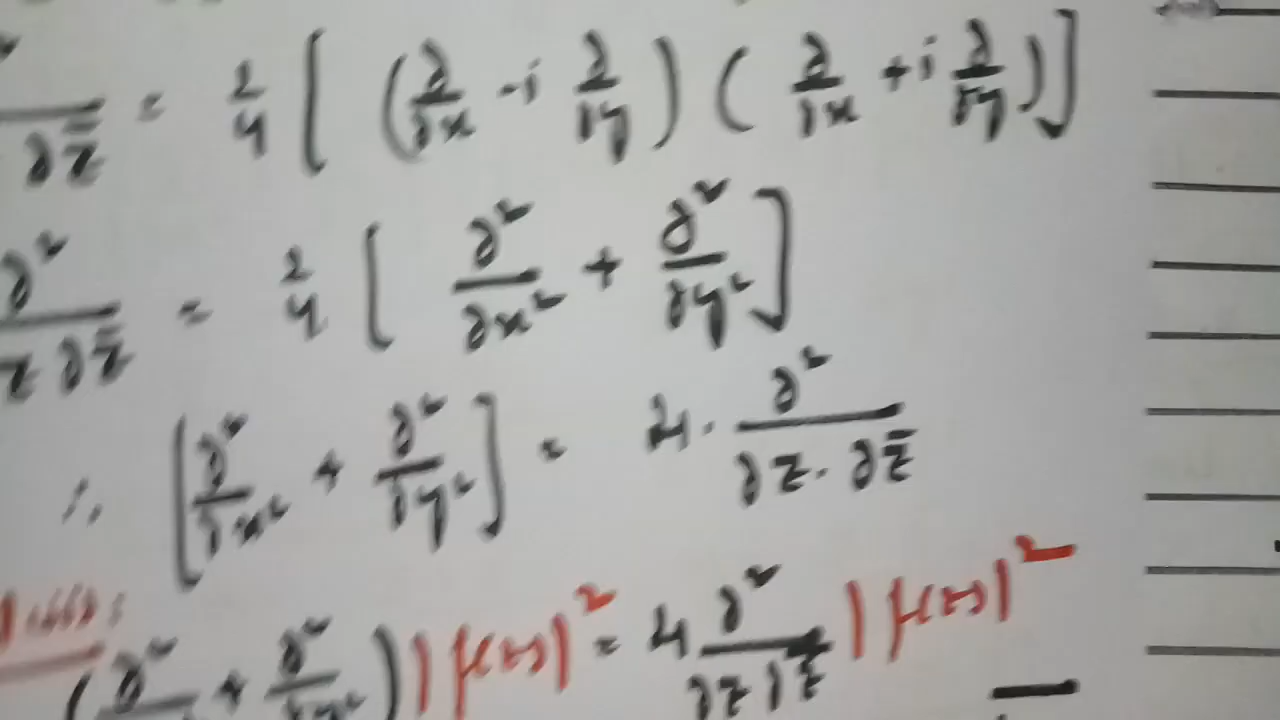 ∂z̄ = 1/4 [ (∂/∂x - i ∂/∂y) ( ∂/∂x + i ∂/∂y ) ]
∂²/∂z ∂z̄ = 1/4 [ ∂²/∂x² + ∂²/∂y² ]
∴ [ ∂²/∂x² + ∂²/∂y² ] = 4 · ∂²/∂z · ∂z̄
(∂²/ + ∂²/∂y²) |f(z)|² = 4 ∂²/∂z ∂z̄ |f(z)|²